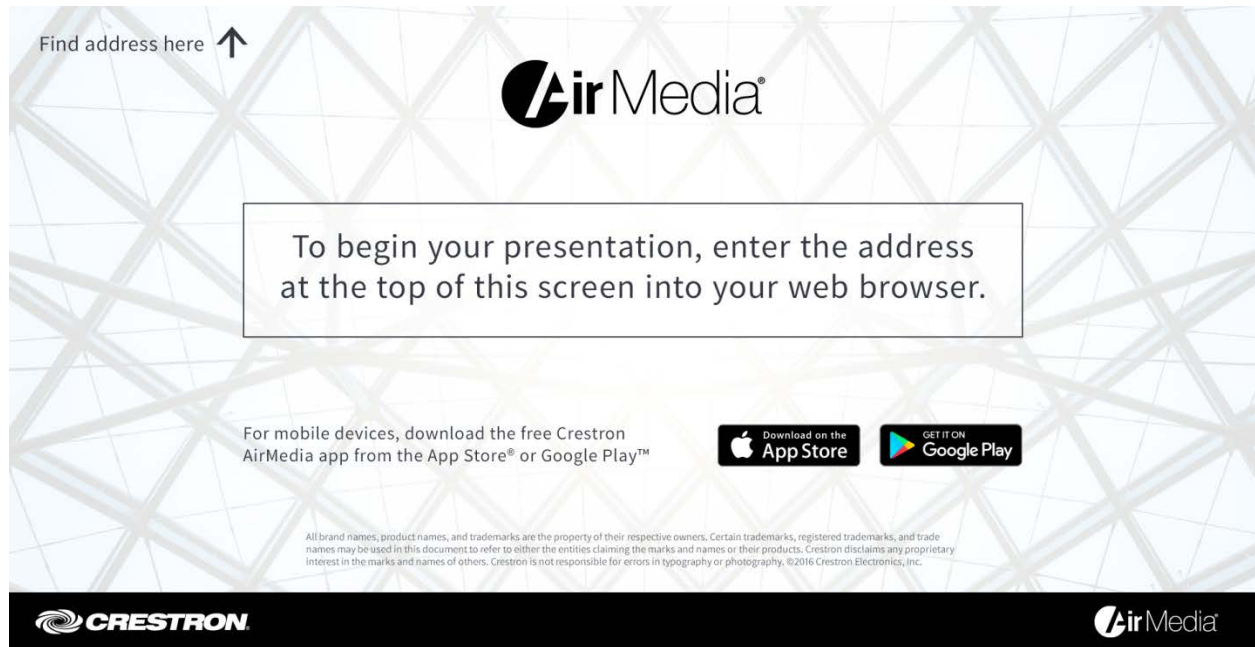 Find address here
AirMedia®
To begin your presentation, enter the address
at the top of this screen into your web browser.
For mobile devices, download the free Crestron
AirMedia app from the App Store® or Google Play™
Download on the
App Store
GET IT ON
Google Play
All brand names, product names, and trademarks are the property of their respective owners. Certain trademarks, registered trademarks, and trade
names may be used in this document to refer to either the entities claiming the marks and names or their products. Crestron disclaims any proprietary
interest in the marks and names of others. Crestron is not responsible for errors in typography or photography. ©2016 Crestron Electronics, Inc.
CRESTRON.
AirMedia®